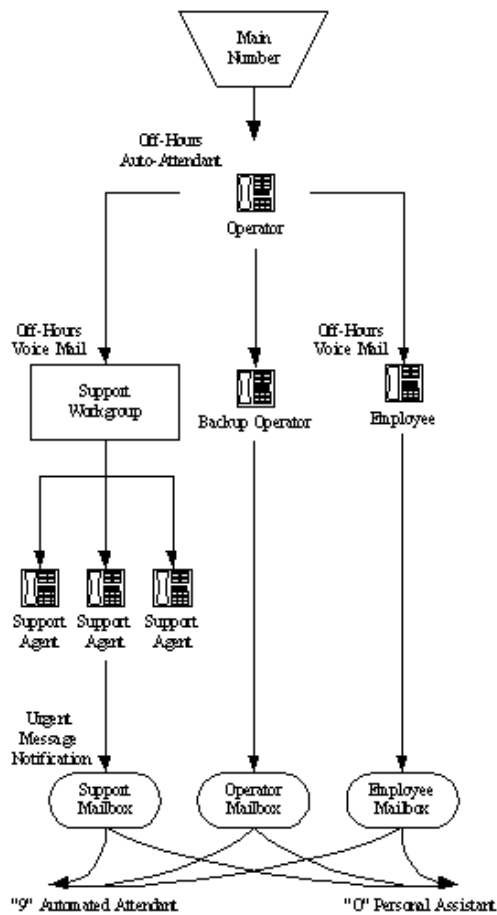 Main
Number
Off-Hours
Auto-Attendant
Operator
Off-Hours
Voice Mail
Support
Workgroup
Backup Operator
Off-Hours
Voice Mail
Employee
Support
Agent
Support
Agent
Support
Agent
Urgent
Message
Notification
Support
Mailbox
Operator
Mailbox
Employee
Mailbox
"9" Automated Attendant
"0" Personal Assistant